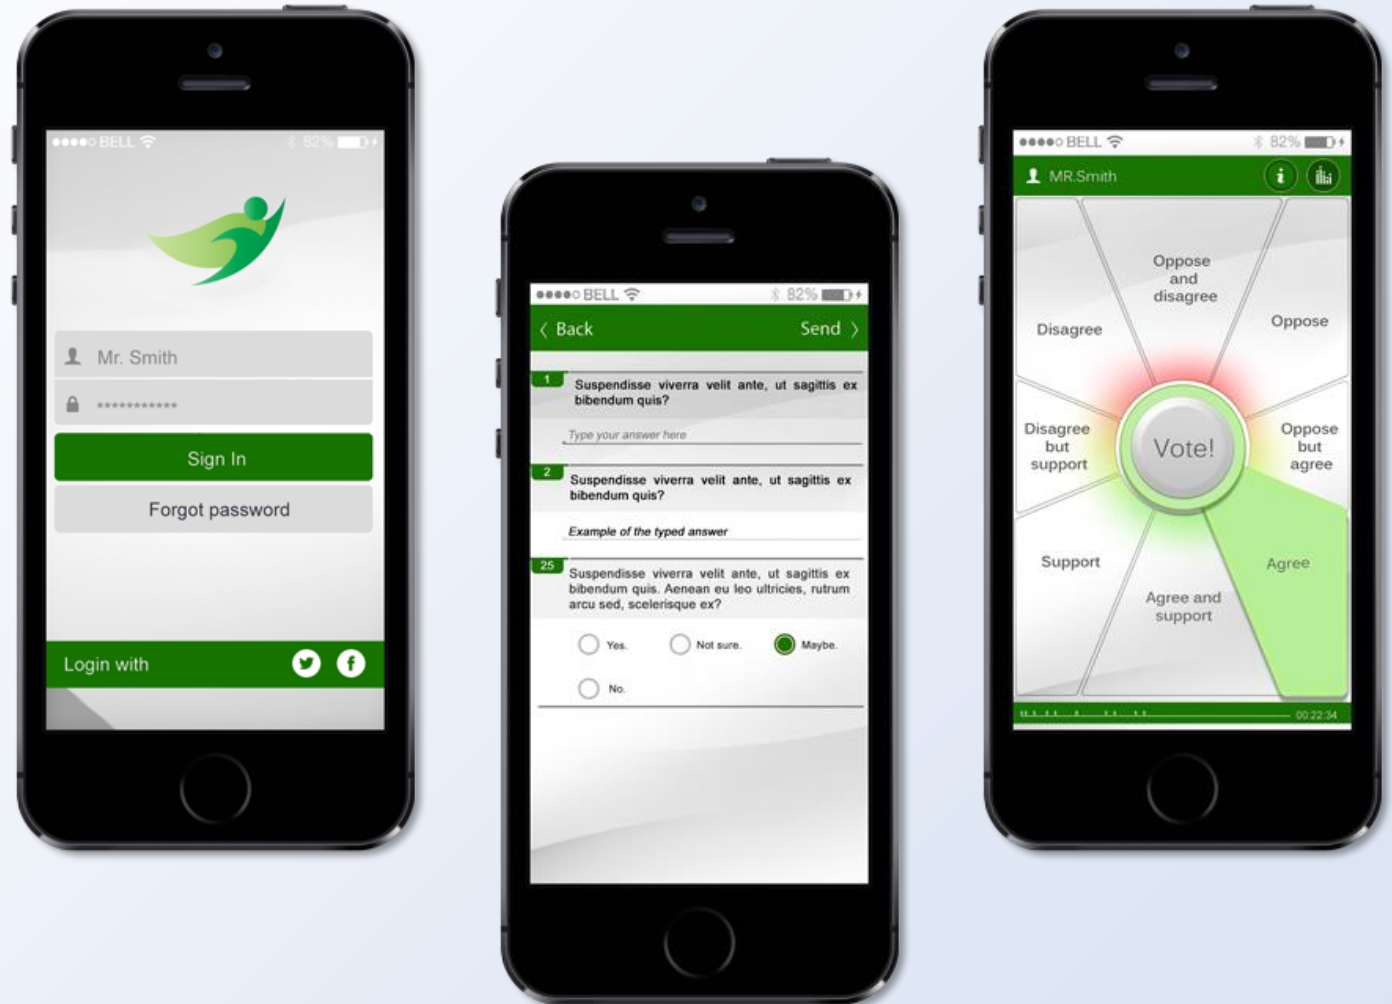 BELL
82%
Mr. Smith
***********
Sign In
Forgot password
Login with
BELL
82%
Back
Send
1
Suspendisse viverra velit ante, ut sagittis ex
bibendum quis?
Type your answer here
2
Suspendisse viverra velit ante, ut sagittis ex
bibendum quis?
Example of the typed answer
25
Suspendisse viverra velit ante, ut sagittis ex
bibendum quis. Aenean eu leo ultricies, rutrum
arcu sed, scelerisque ex?
Yes.
Not sure.
Maybe.
No.
BELL
82%
MR.Smith
Oppose
and
disagree
Disagree
Oppose
Disagree
but
support
Vote!
Oppose
but
agree
Support
Agree
Agree and
support
00:22:34